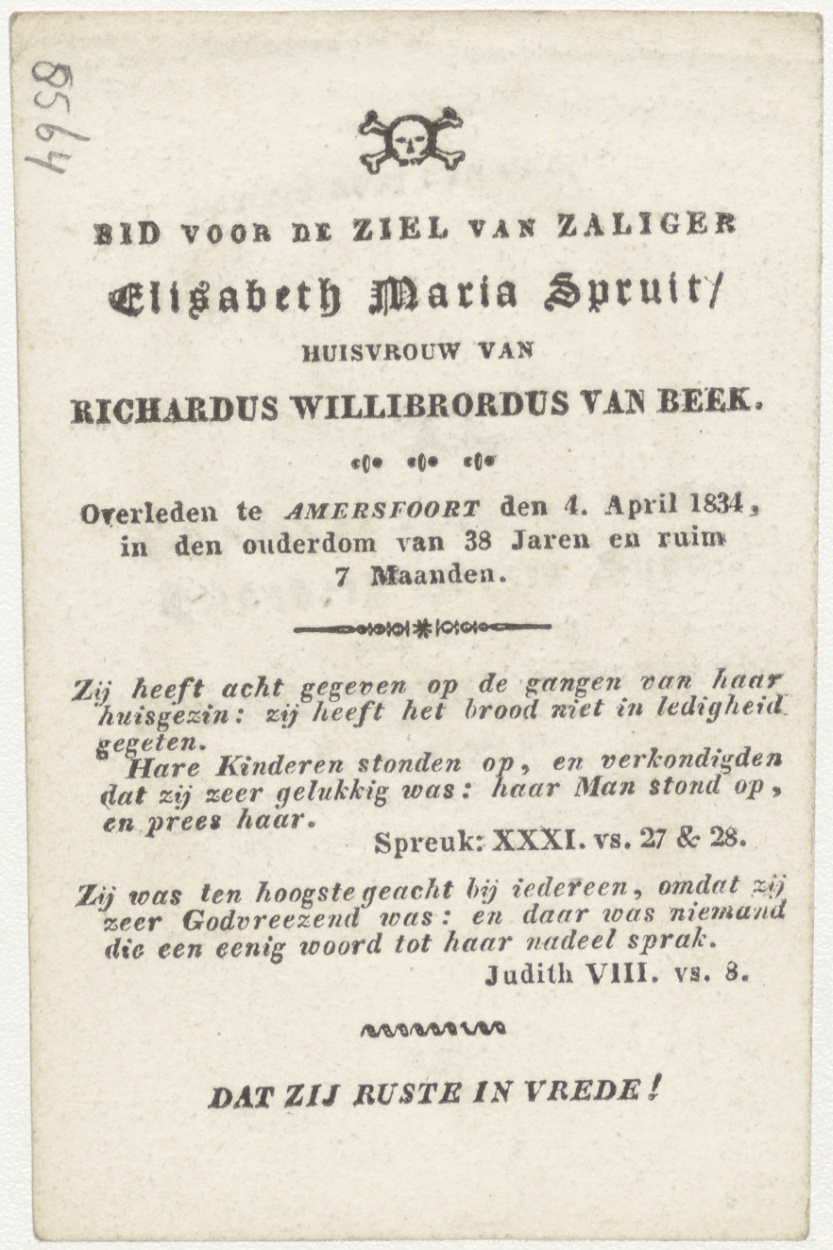 8564
BID VOOR DE ZIEL VAN ZALIGER
Elisabeth Maria Spruit/
HUISVROUW VAN
RICHARDUS WILLIBRORDUS VAN BEEK.
Overleden te AMERSFOORT den 4. April 1834,
in den ouderdom van 38 Jaren en ruim
7 Maanden.
Zij heeft acht gegeven op de gangen van haar
huisgezin: zij heeft het brood niet in ledigheid
gegeten.
Hare Kinderen stonden op, en verkondigden
dat zij zeer gelukkig was: haar Man stond op,
en prees haar.
Spreuk: XXXI. vs. 27 & 28.
Zij was ten hoogste geacht bij iedereen, omdat zij
zeer Godvreezend was: en daar was niemand
die een eenig woord tot haar nadeel sprak.
Judith VIII. vs. 8.
DAT ZIJ RUSTE IN VREDE!